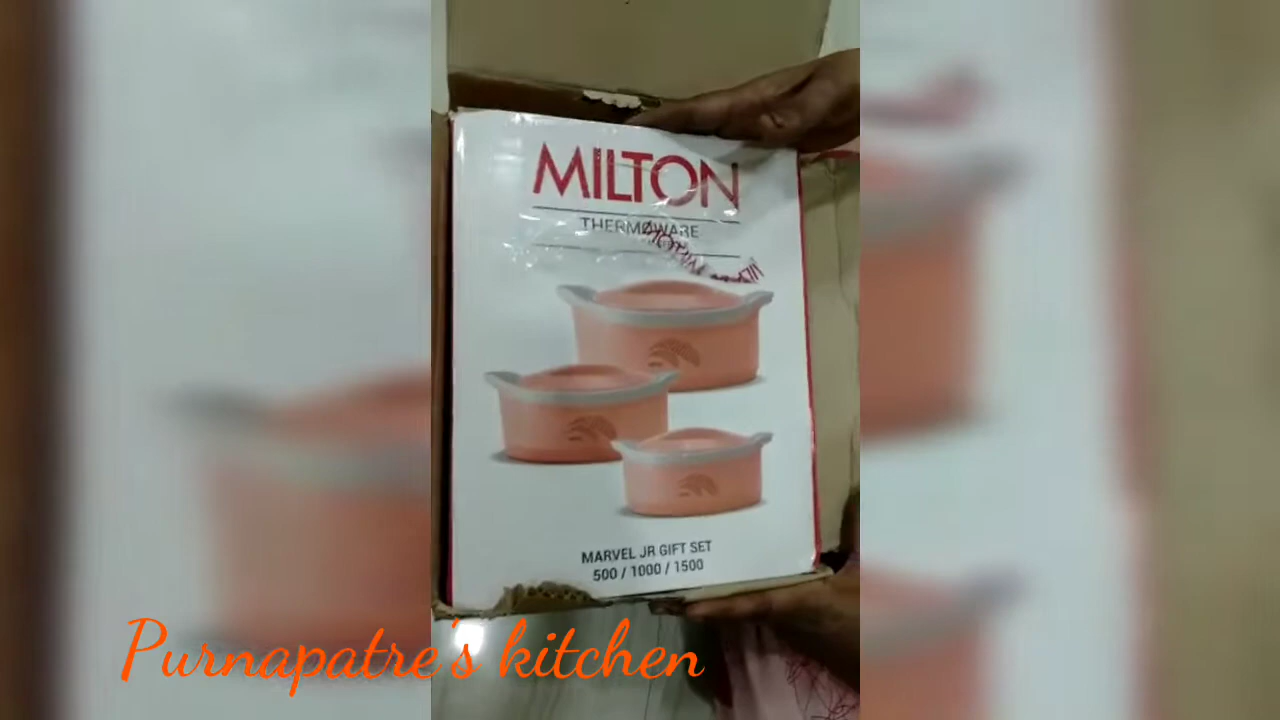 MILTON
THERMOWARE
MARVEL JR GIFT SET
500 / 1000 / 1500
Purnapatre's kitchen